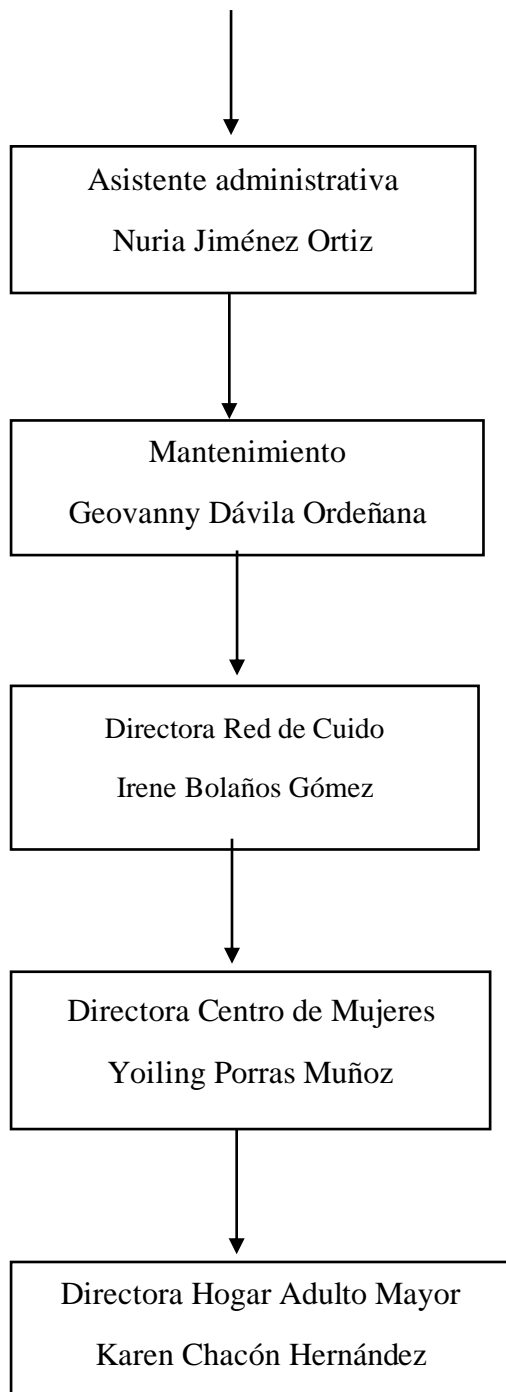 Asistente administrativa
Nuria Jiménez Ortiz
Mantenimiento
Geovanny Dávila Ordeñana
Directora Red de Cuido
Irene Bolaños Gómez
Directora Centro de Mujeres
Yoiling Porras Muñoz
Directora Hogar Adulto Mayor
Karen Chacón Hernández